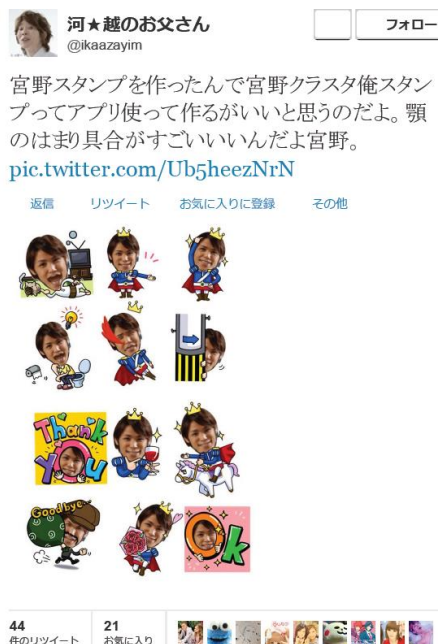 河★越のお父さん
フォロー
@ikaazayim
宮野スタンプを作ったんで宮野クラスタ俺スタン
プってアプリ使って作るがいいと思うのだよ。顎
のはまり具合がすごいいいんだよ宮野。
pic.twitter.com/Ub5heezNrN
返信 リツイート お気に入りに登録 その他
Thank
YOU
Goodbye
Ok
44
件のリツイート
21
お気に入り